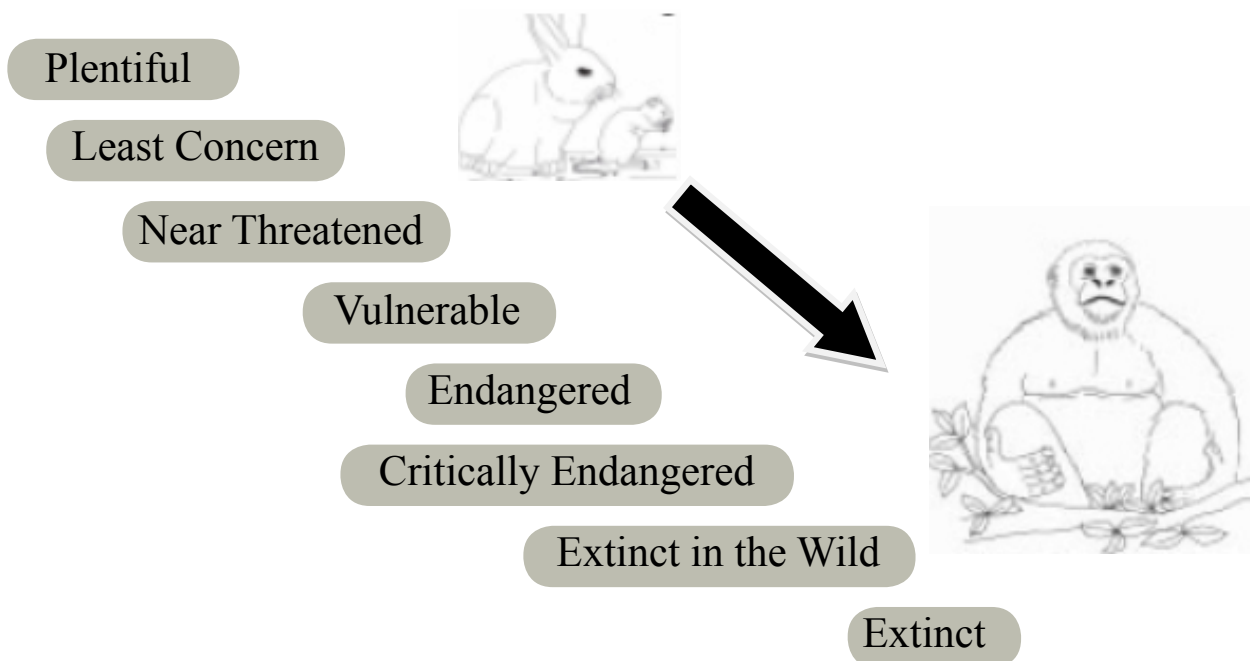 Plentiful
Least Concern
Near Threatened
Vulnerable
Endangered
Critically Endangered
Extinct in the Wild
Extinct